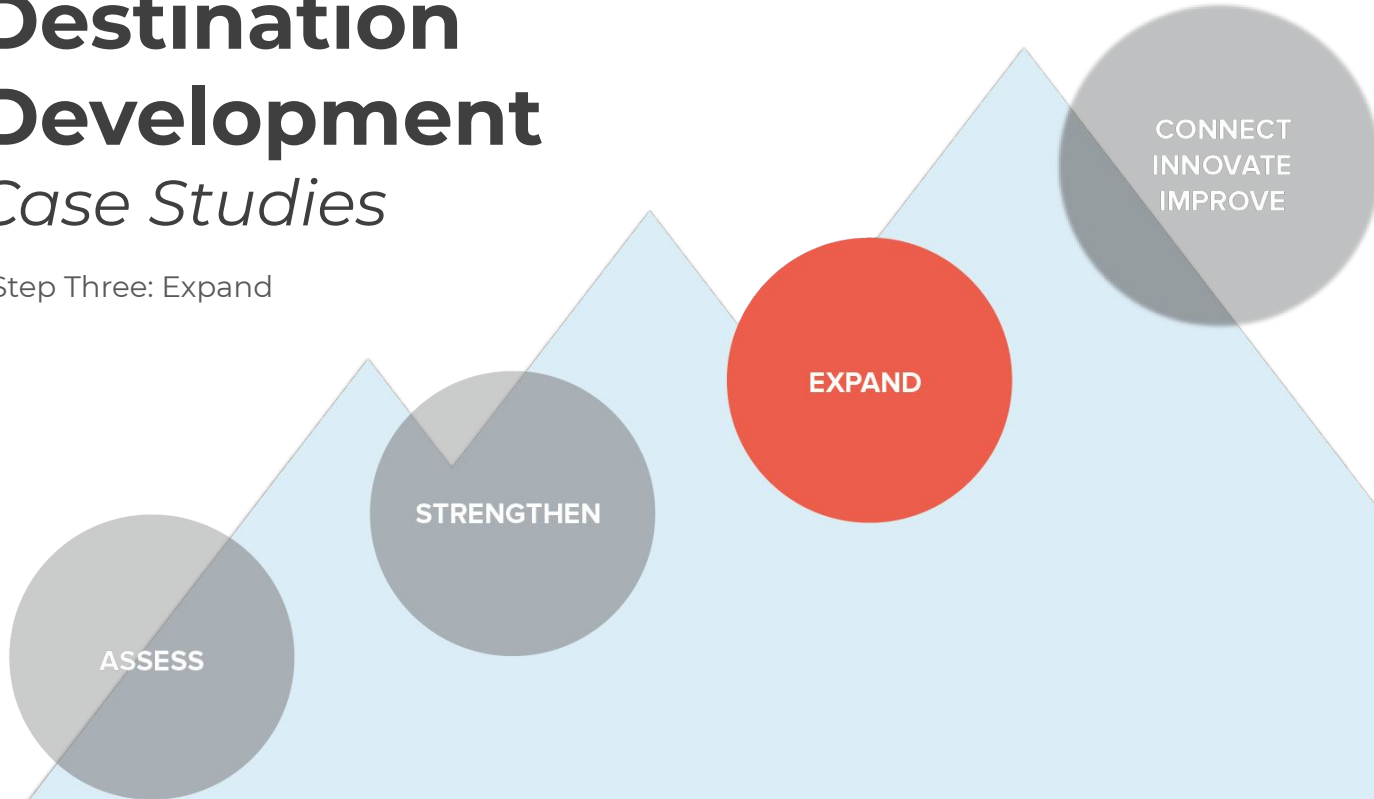 Destination
Development
Case Studies
Step Three: Expand
CONNECT
INNOVATE
IMPROVE
EXPAND
STRENGTHEN
ASSESS